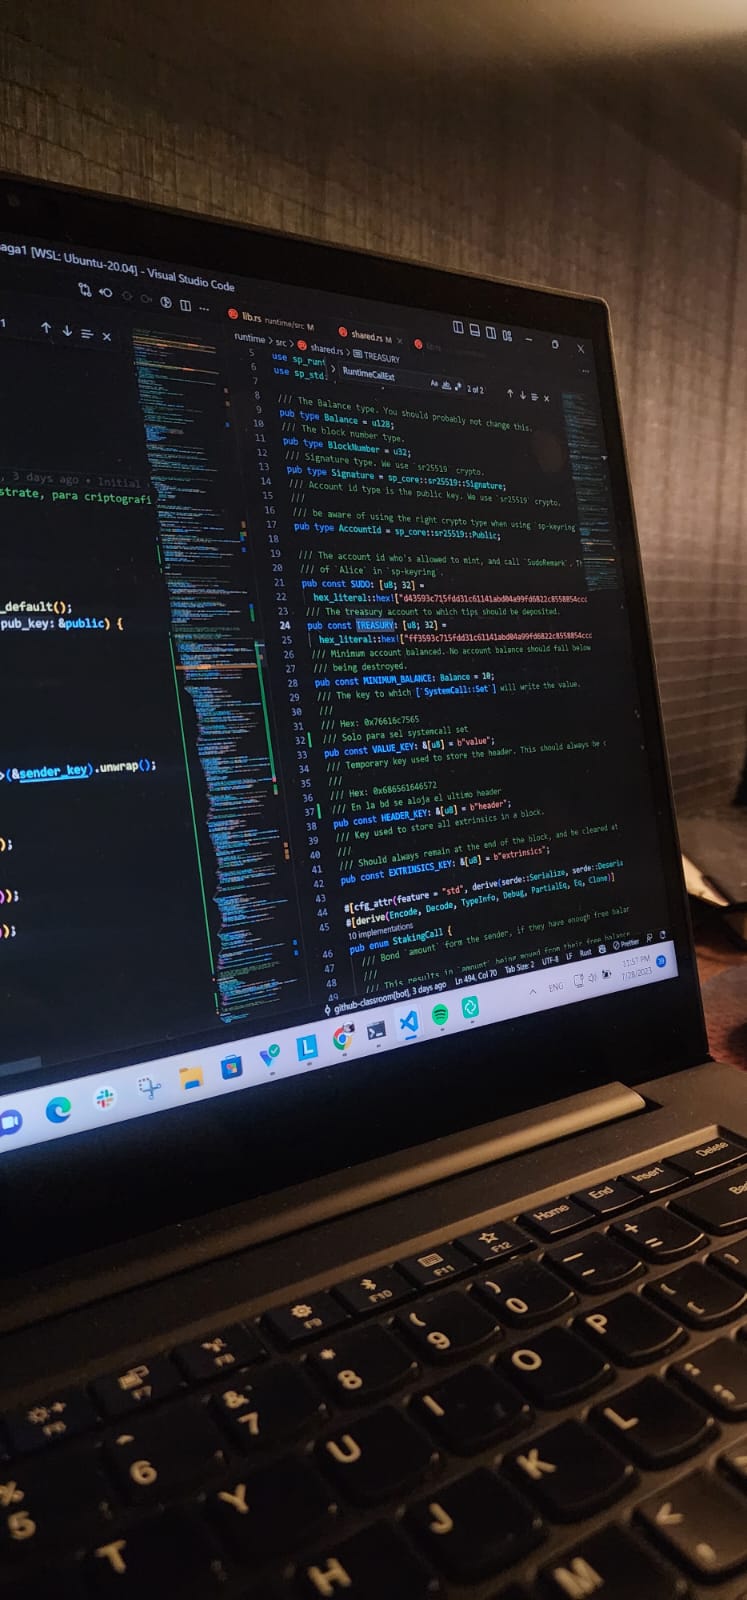 aga1 [WSL: Ubuntu-20.04] - Visual Studio Code
lib.rs runtime/src M
shared.rs M
runtime > src > shared.rs > TREASURY
RuntimeCallExt
Aa ab 2 of 2
5 use sp_runt
6 use sp_std:
7
8 /// The Balance type. You should probably not change this.
9 pub type Balance = u128;
10 /// The block number type.
11 pub type BlockNumber = u32;
12 /// Signature type. We use `sr25519` crypto.
13 pub type Signature = sp_core::sr25519::Signature;
14 /// Account id type is the public key. We use `sr25519` crypto.
15 ///
16 /// be aware of using the right crypto type when using `sp-keyring
17 pub type AccountId = sp_core::sr25519::Public;
18
19 /// The account id who's allowed to mint, and call `SudoRemark`. Th
20 /// of `Alice` in `sp-keyring`.
21 pub const SUDO: [u8; 32] =
22 hex_literal::hex!["d43593c715fdd31c61141abd04a99fd6822c8558854ccc
23 /// The treasury account to which tips should be deposited.
24 pub const TREASURY: [u8; 32] =
25 hex_literal::hex!["ff3593c715fdd31c61141abd04a99fd6822c8558854ccc
26 /// Minimum account balanced. No account balance should fall below
27 /// being destroyed.
28 pub const MINIMUM_BALANCE: Balance = 10;
29 /// The key to which [`SystemCall::Set`] will write the value.
30 ///
31 /// Hex: 0x76616c7565
32 /// Solo para sel systemcall set
33 pub const VALUE_KEY: &[u8] = b"value";
34 /// Temporary key used to store the header. This should always be c
35 ///
36 /// Hex: 0x686561646572
37 /// En la bd se aloja el ultimo header
38 pub const HEADER_KEY: &[u8] = b"header";
39 /// Key used to store all extrinsics in a block.
40 ///
41 /// Should always remain at the end of the block, and be cleared at
42 pub const EXTRINSICS_KEY: &[u8] = b"extrinsics";
43
44 #[cfg_attr(feature = "std", derive(serde::Serialize, serde::Deseria
45 #[derive(Encode, Decode, TypeInfo, Debug, PartialEq, Eq, Clone)]
10 implementations
46 pub enum StakingCall {
47 /// Bond `amount` form the sender, if they have enough free balar
48 ///
49 /// This results in `amount` being moved from their free balance
1
, 3 days ago • Initial
strate, para criptografi
_default();
pub_key: &public) {
>(&sender_key).unwrap();
);
));
);
github-classroom[bot], 3 days ago Ln 494, Col 70 Tab Size: 2 UTF-8 LF Rust Prettier
L
ENG
11:57 PM
7/28/2023
Home End Insert Delete
F7 F8 F9 F10 F11 F12
% 5
^ 6
& 7
* 8
( 9
) 0
_ -
+ =
Ba
T Y U I O P
{ [
H J K L
: ;
M
< ,